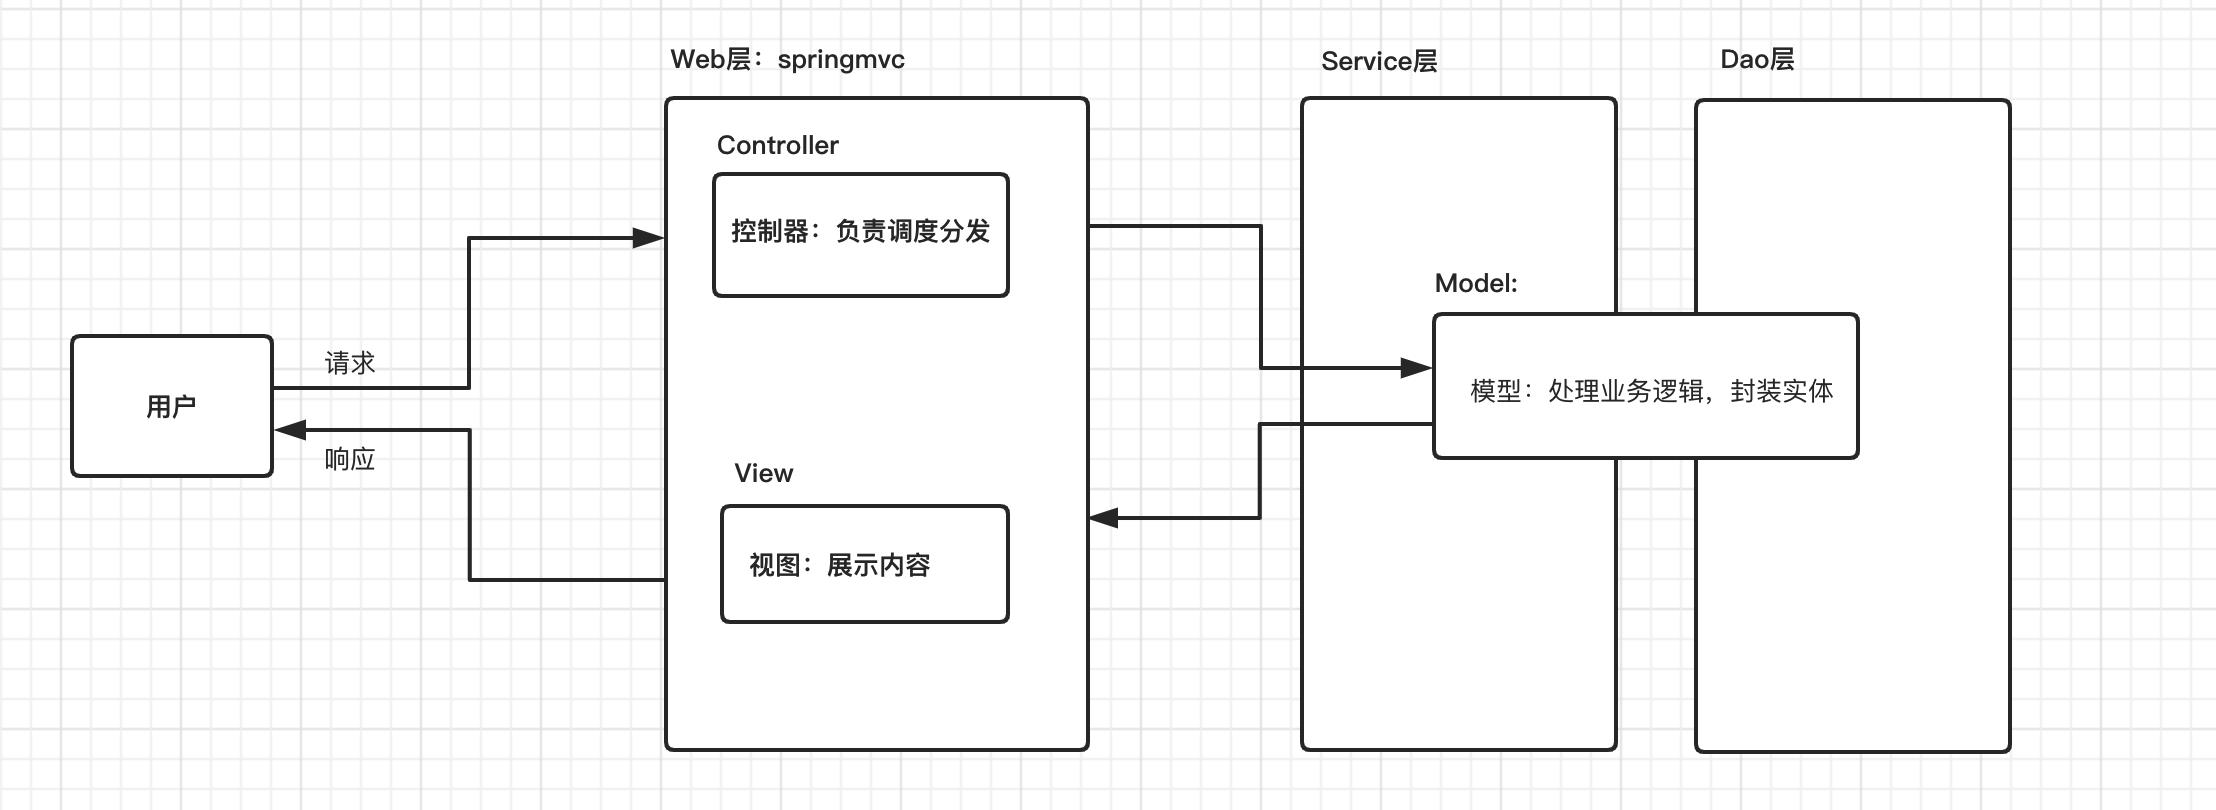 Web层：springmvc
Service层
Dao层
Controller
控制器：负责调度分发
Model:
请求
模型：处理业务逻辑，封装实体
用户
响应
View
视图：展示内容